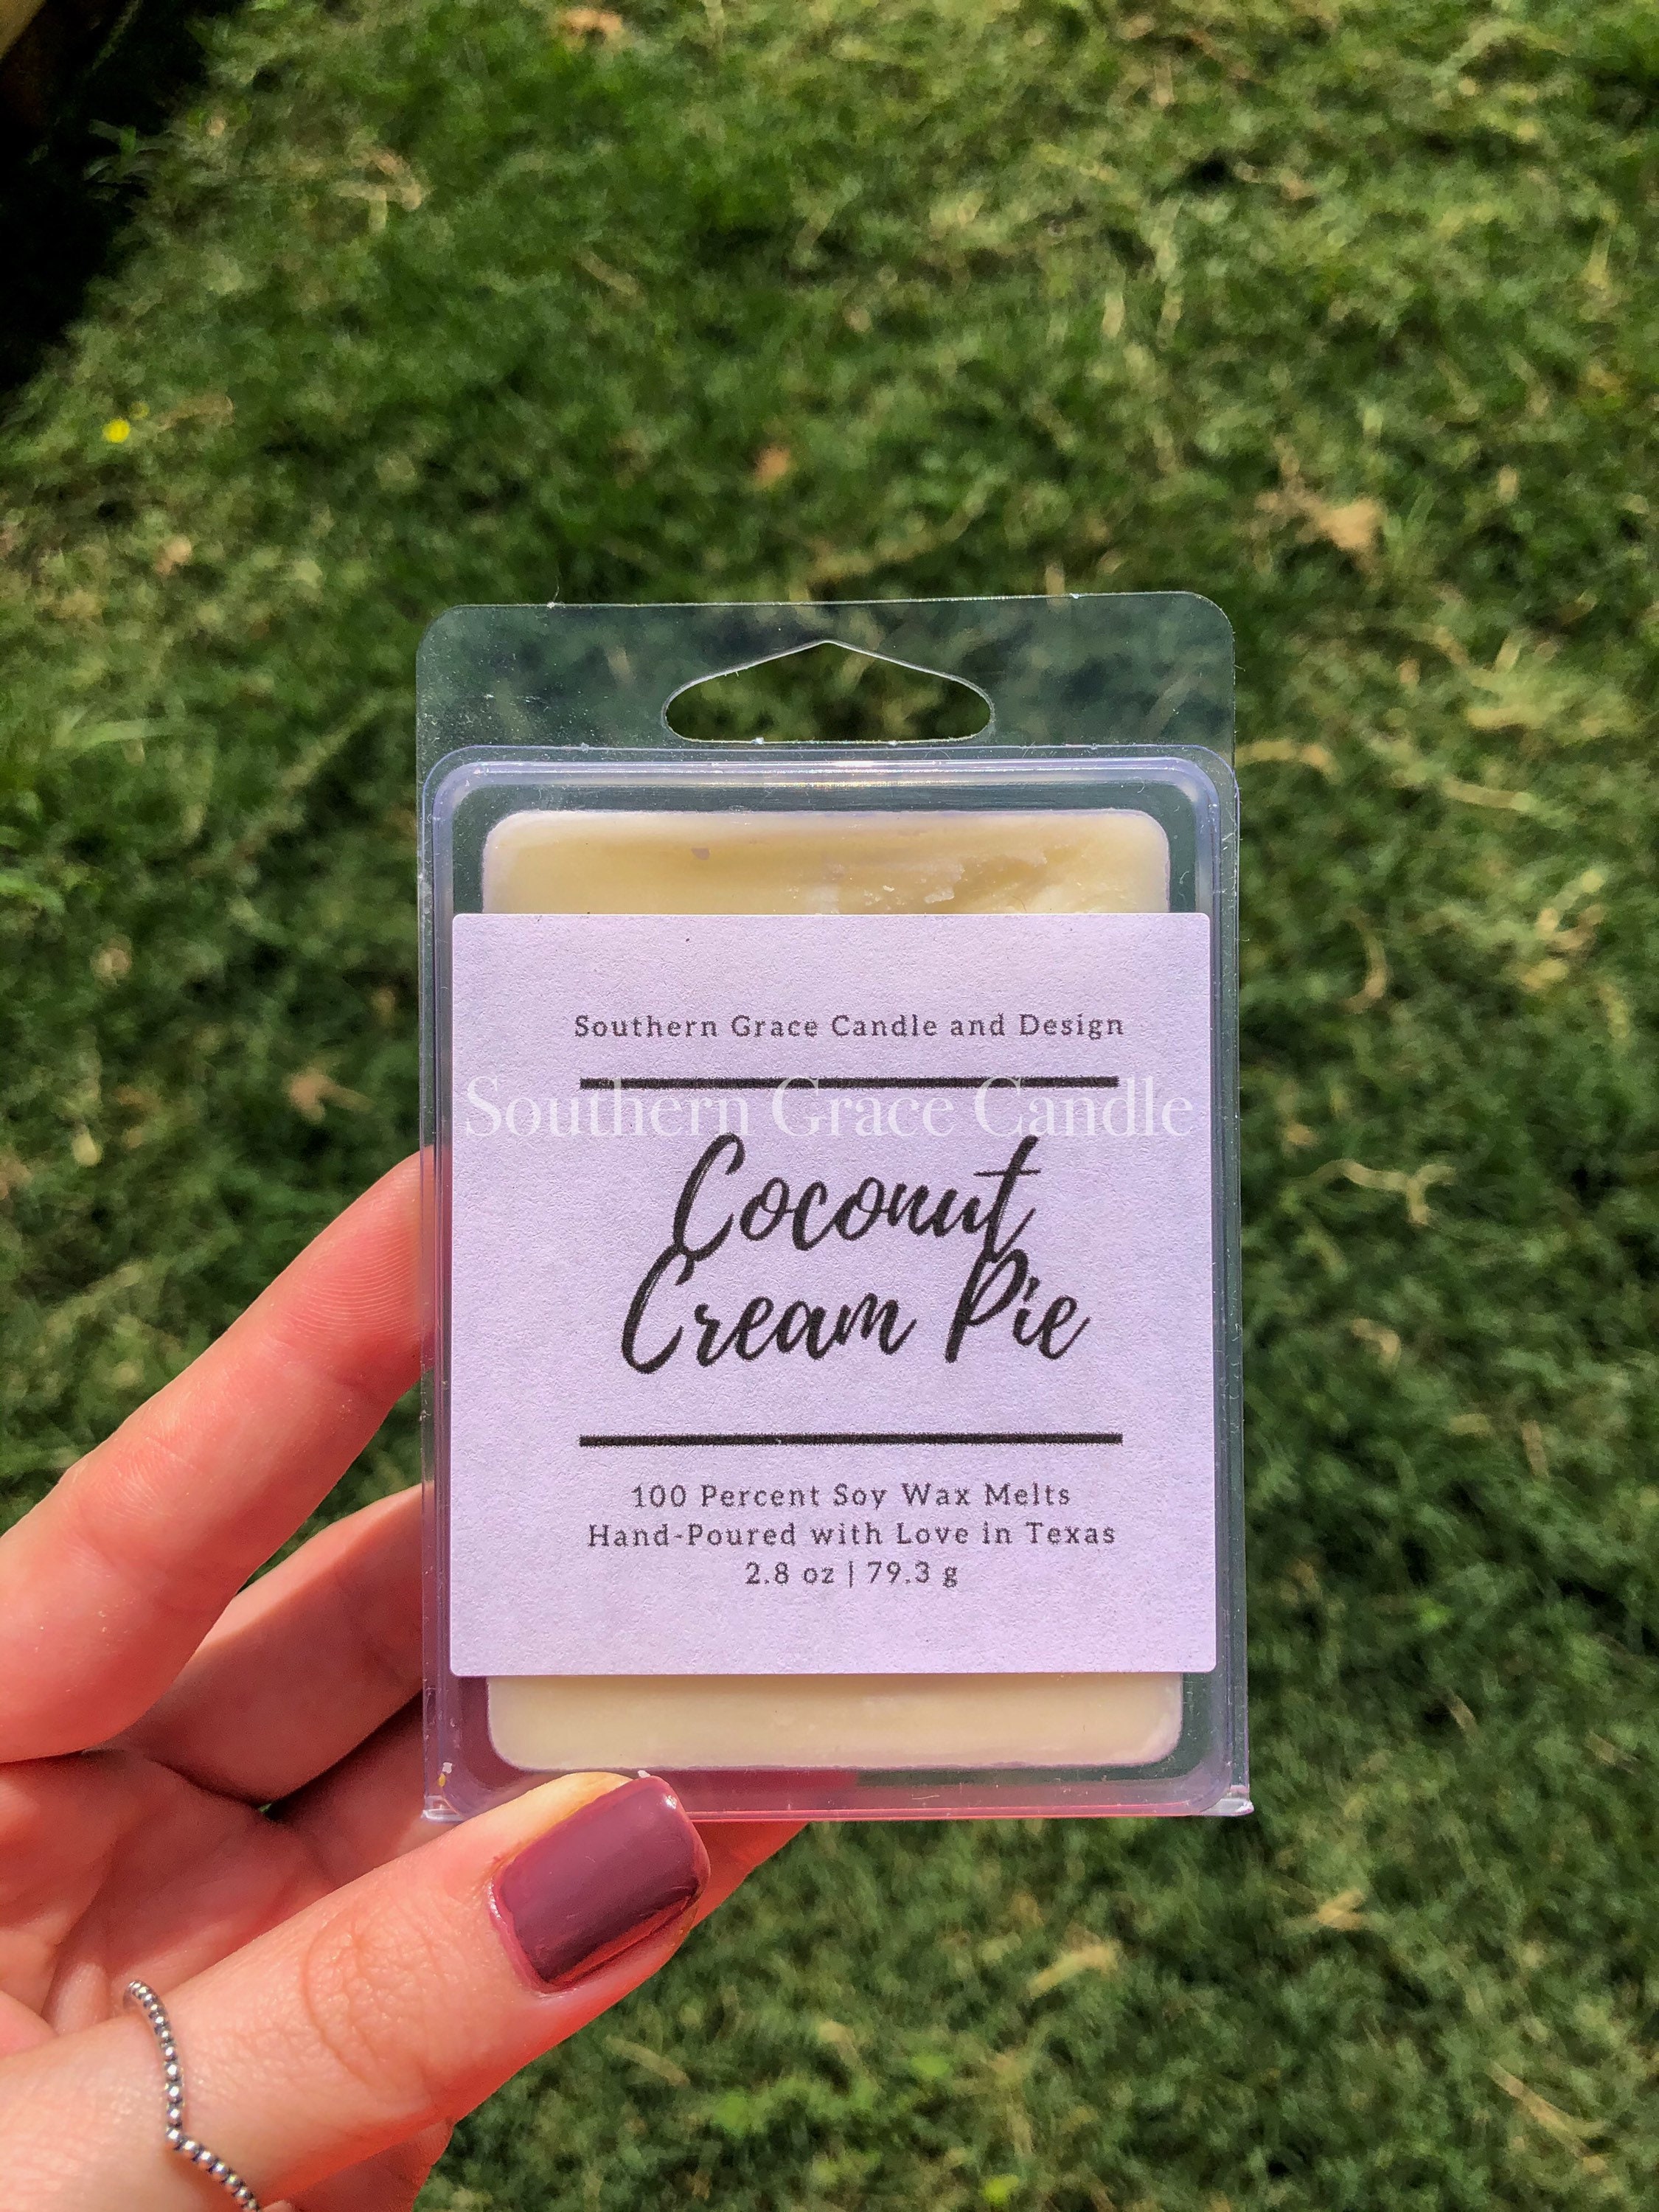 Southern Grace Candle and Design
Southern Grace Candle
Coconut
Cream Pie
100 Percent Soy Wax Melts
Hand-Poured with Love in Texas
2.8 oz | 79.3 g